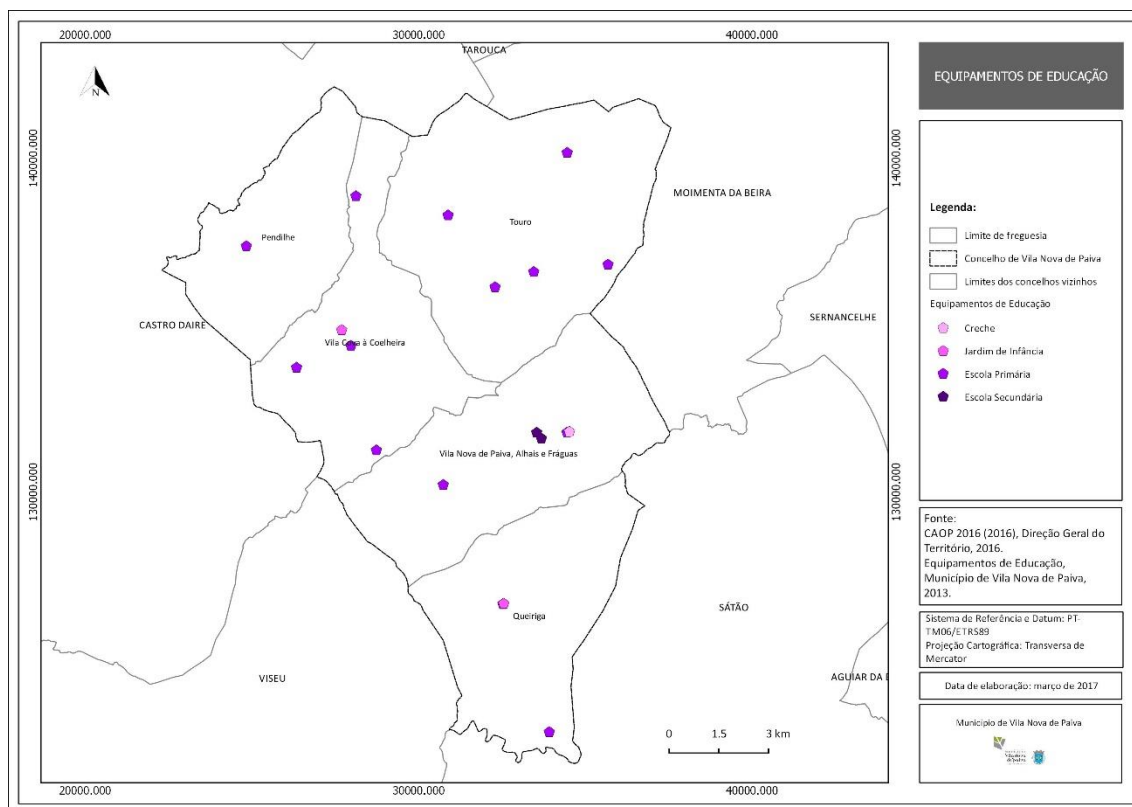 20000.000
30000.000
40000.000
TAROUCA
EQUIPAMENTOS DE EDUCAÇÃO
N
140000.000
140000.000
MOIMENTA DA BEIRA
Touro
Pendilhe
Legenda:
Limite de freguesia
Concelho de Vila Nova de Paiva
Limites dos concelhos vizinhos
Equipamentos de Educação
Creche
Jardim de Infância
Escola Primária
Escola Secundária
CASTRO DAIRE
SERNANCELHE
Vila Cova à Coelheira
Vila Nova de Paiva, Alhais e Fráguas
130000.000
130000.000
Fonte:
CAOP 2016 (2016), Direção Geral do
Território, 2016.
Equipamentos de Educação,
Município de Vila Nova de Paiva,
2013.
Queiriga
SÁTÃO
Sistema de Referência e Datum: PT-
TM06/ETRS89
Projeção Cartográfica: Transversa de
Mercator
VISEU
AGUIAR DA
Data de elaboração: março de 2017
0 1.5 3 km
Município de Vila Nova de Paiva
20000.000
30000.000
40000.000